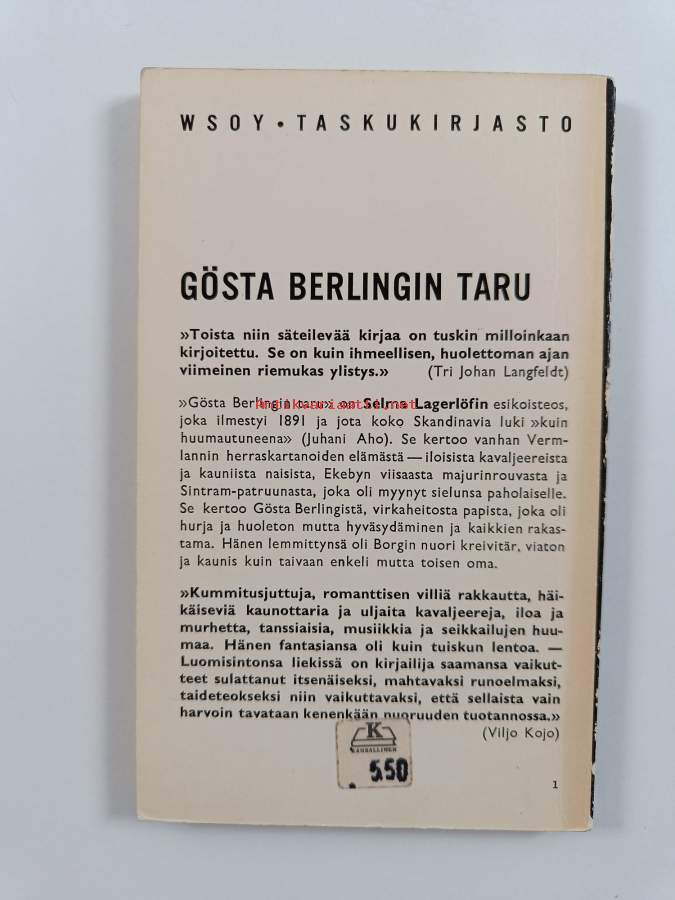 WSOY • TASKUKIRJASTO
GÖSTA BERLINGIN TARU
»Toista niin säteilevää kirjaa on tuskin milloinkaan
kirjoitettu. Se on kuin ihmeellisen, huolettoman ajan
viimeinen riemukas ylistys.» (Tri Johan Langfeldt)
»Gösta Berlingin taru» on Selma Lagerlöfin esikoisteos,
antikvariaatti.net
joka ilmestyi 1891 ja jota koko Skandinavia luki »kuin
huumautuneena» (Juhani Aho). Se kertoo vanhan Verm-
lannin herraskartanoiden elämästä — iloisista kavaljeereista
ja kauniista naisista, Ekebyn viisaasta majurinrouvasta ja
Sintram-patruunasta, joka oli myynyt sielunsa paholaiselle.
Se kertoo Gösta Berlingistä, virkaheitosta papista, joka oli
hurja ja huoleton mutta hyväsydäminen ja kaikkien rakas-
tama. Hänen lemmittynsä oli Borgin nuori kreivitär, viaton
ja kaunis kuin taivaan enkeli mutta toisen oma.
»Kummitusjuttuja, romanttisen villiä rakkautta, häi-
käiseviä kaunottaria ja uljaita kavaljeereja, iloa ja
murhetta, tanssiaisia, musiikkia ja seikkailujen huu-
maa. Hänen fantasiansa oli kuin tuiskun lentoa. —
Luomisintonsa liekissä on kirjailija saamansa vaikut-
teet sulattanut itsenäiseksi, mahtavaksi runoelmaksi,
taideteokseksi niin vaikuttavaksi, että sellaista vain
harvoin tavataan kenenkään nuoruuden tuotannossa.»
(Viljo Kojo)
K
KANSALLINEN
5.50
1